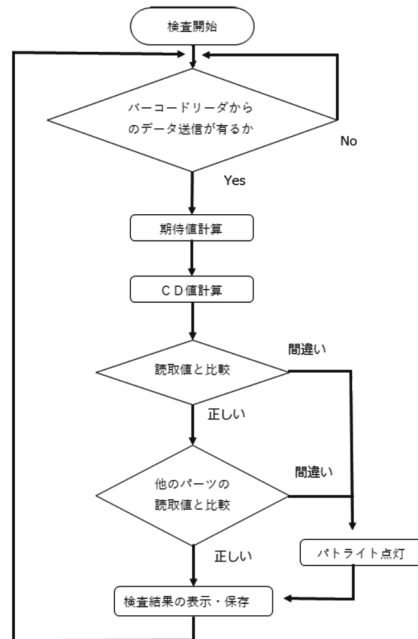 検査開始
バーコードリーダから
のデータ送信が有るか
No
Yes
期待値計算
ＣＤ値計算
間違い
読取値と比較
正しい
間違い
他のパーツの
読取値と比較
正しい
パトライト点灯
検査結果の表示・保存